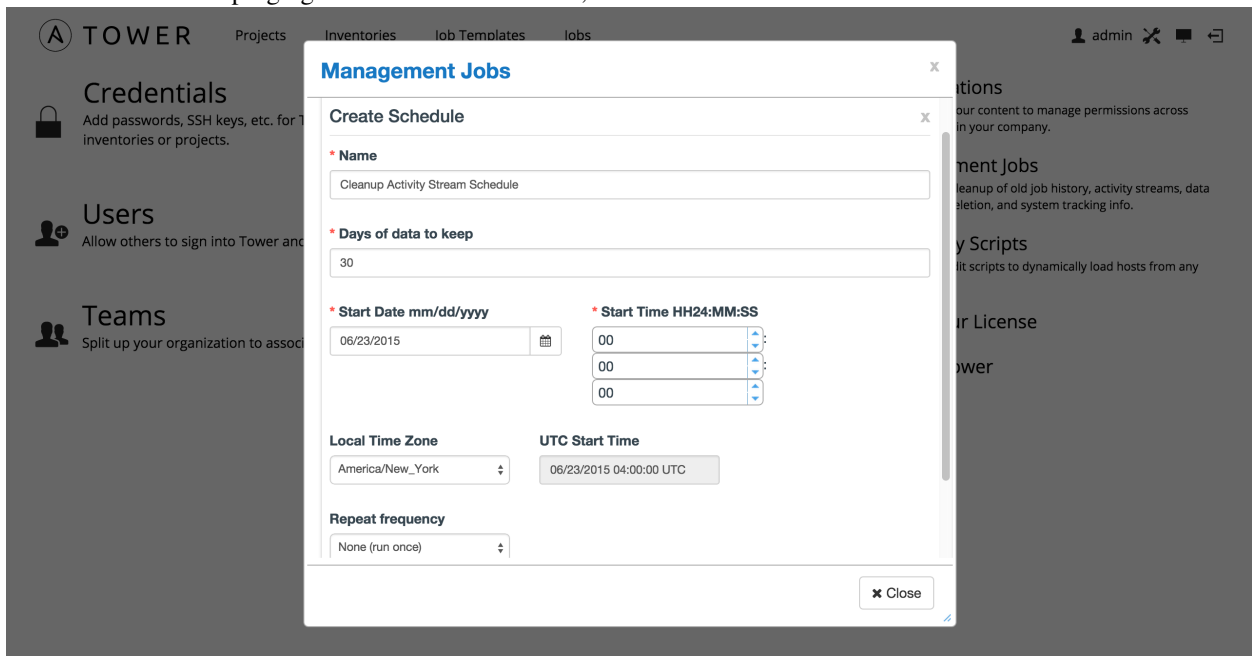 TOWER Projects Inventories Job Templates Jobs admin
Management Jobs x
Credentials
Add passwords, SSH keys, etc. for
inventories or projects.
Users
Allow others to sign into Tower and
Teams
Split up your organization to associ
Create Schedule x
* Name
Cleanup Activity Stream Schedule
* Days of data to keep
30
* Start Date mm/dd/yyyy * Start Time HH24:MM:SS
06/23/2015 00 :
00 :
00
Local Time Zone UTC Start Time
America/New_York 06/23/2015 04:00:00 UTC
Repeat frequency
None (run once)
Close
ations
our content to manage permissions across
in your company.
ment Jobs
leanup of old job history, activity streams, data
eletion, and system tracking info.
y Scripts
dit scripts to dynamically load hosts from any
ur License
ower